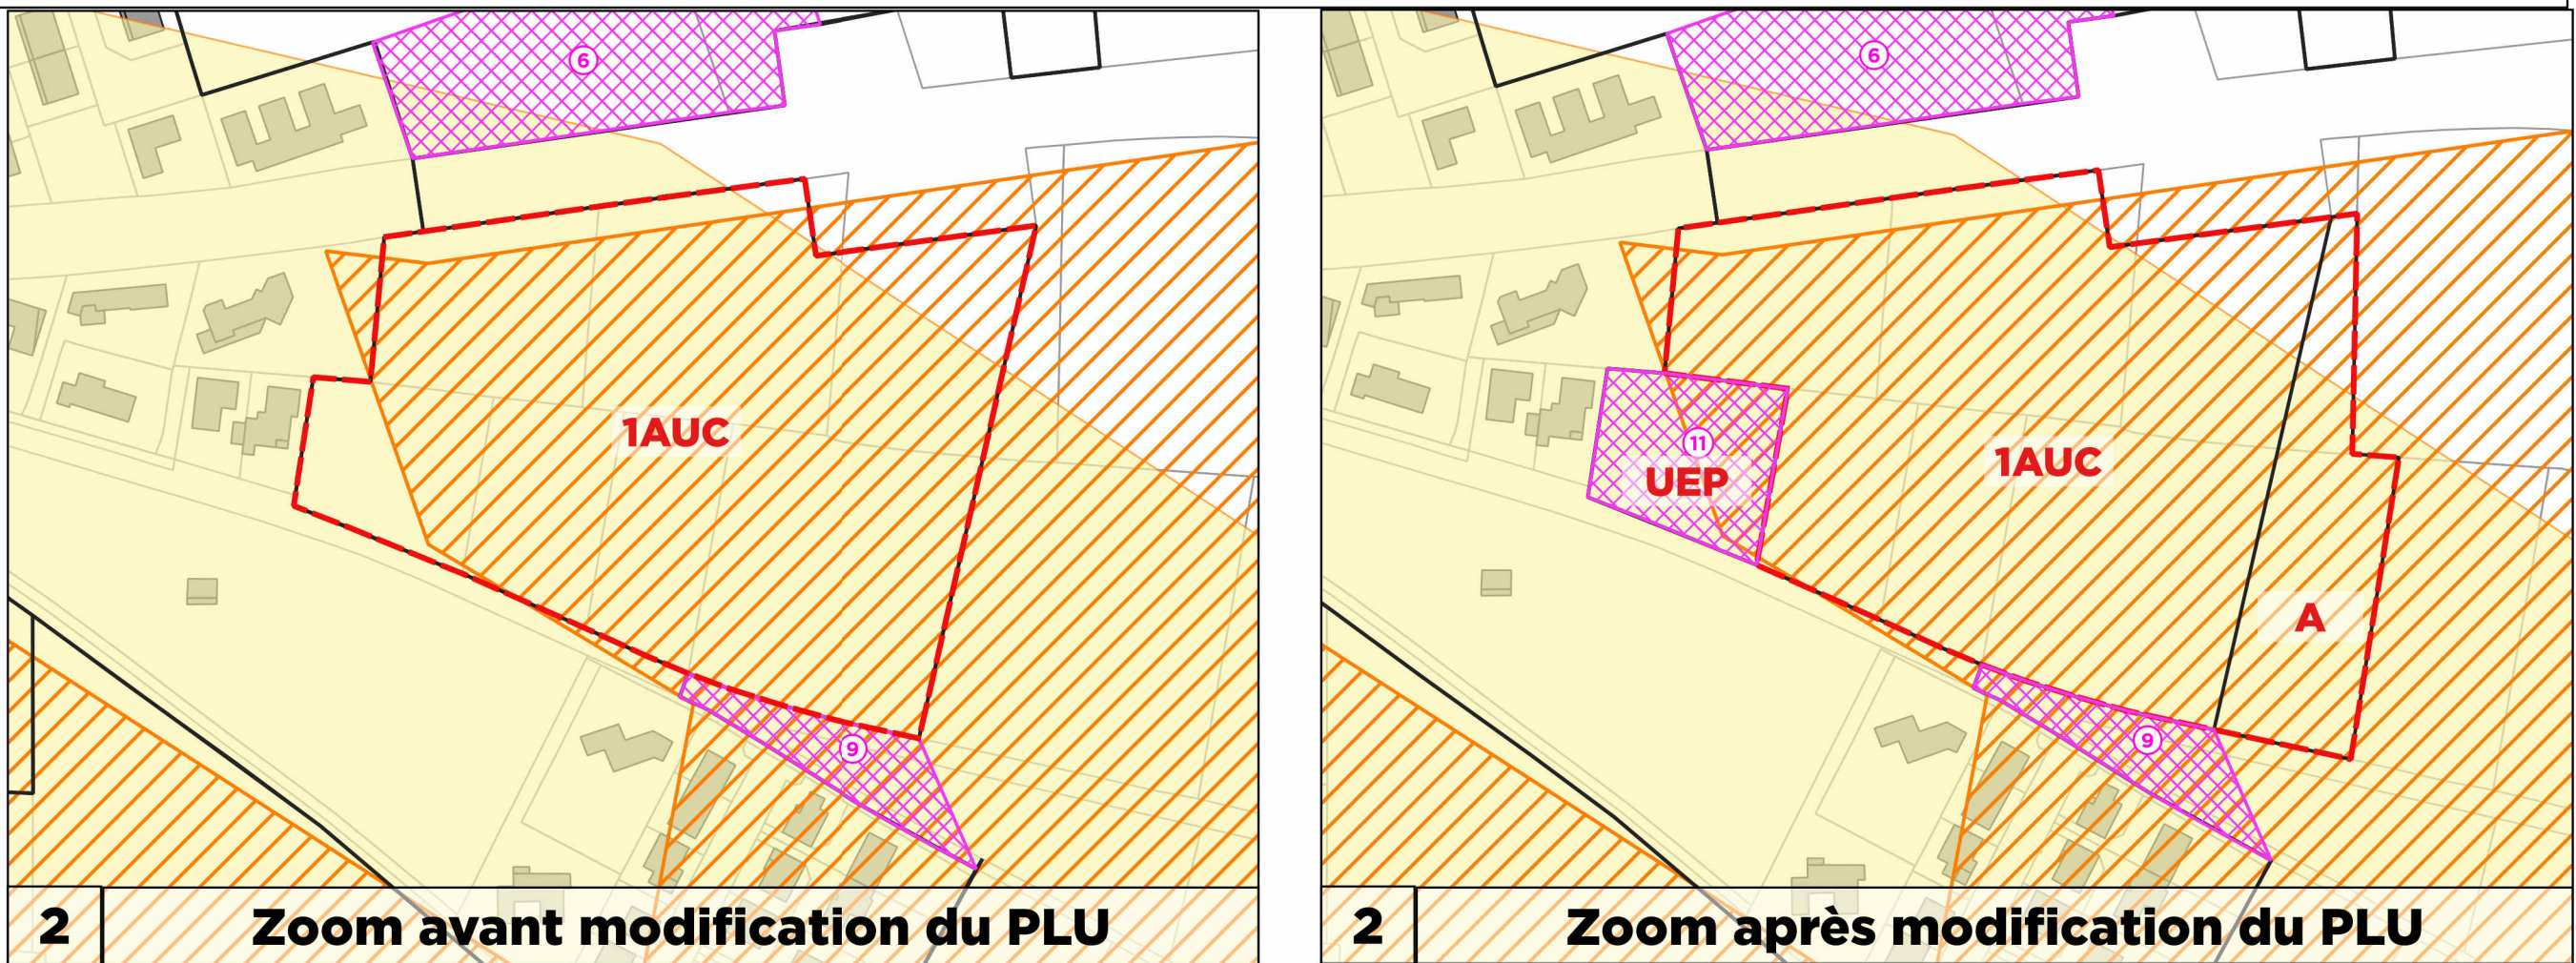 6
1AUC
9
2
Zoom avant modification du PLU
6
11
UEP
1AUC
A
9
2
Zoom après modification du PLU